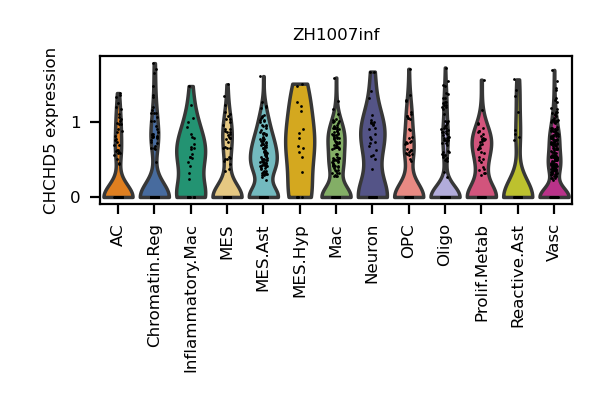 ZH1007inf
CHCHD5 expression
1
0
AC
Chromatin.Reg
Inflammatory.Mac
MES
MES.Ast
MES.Hyp
Mac
Neuron
OPC
Oligo
Prolif.Metab
Reactive.Ast
Vasc